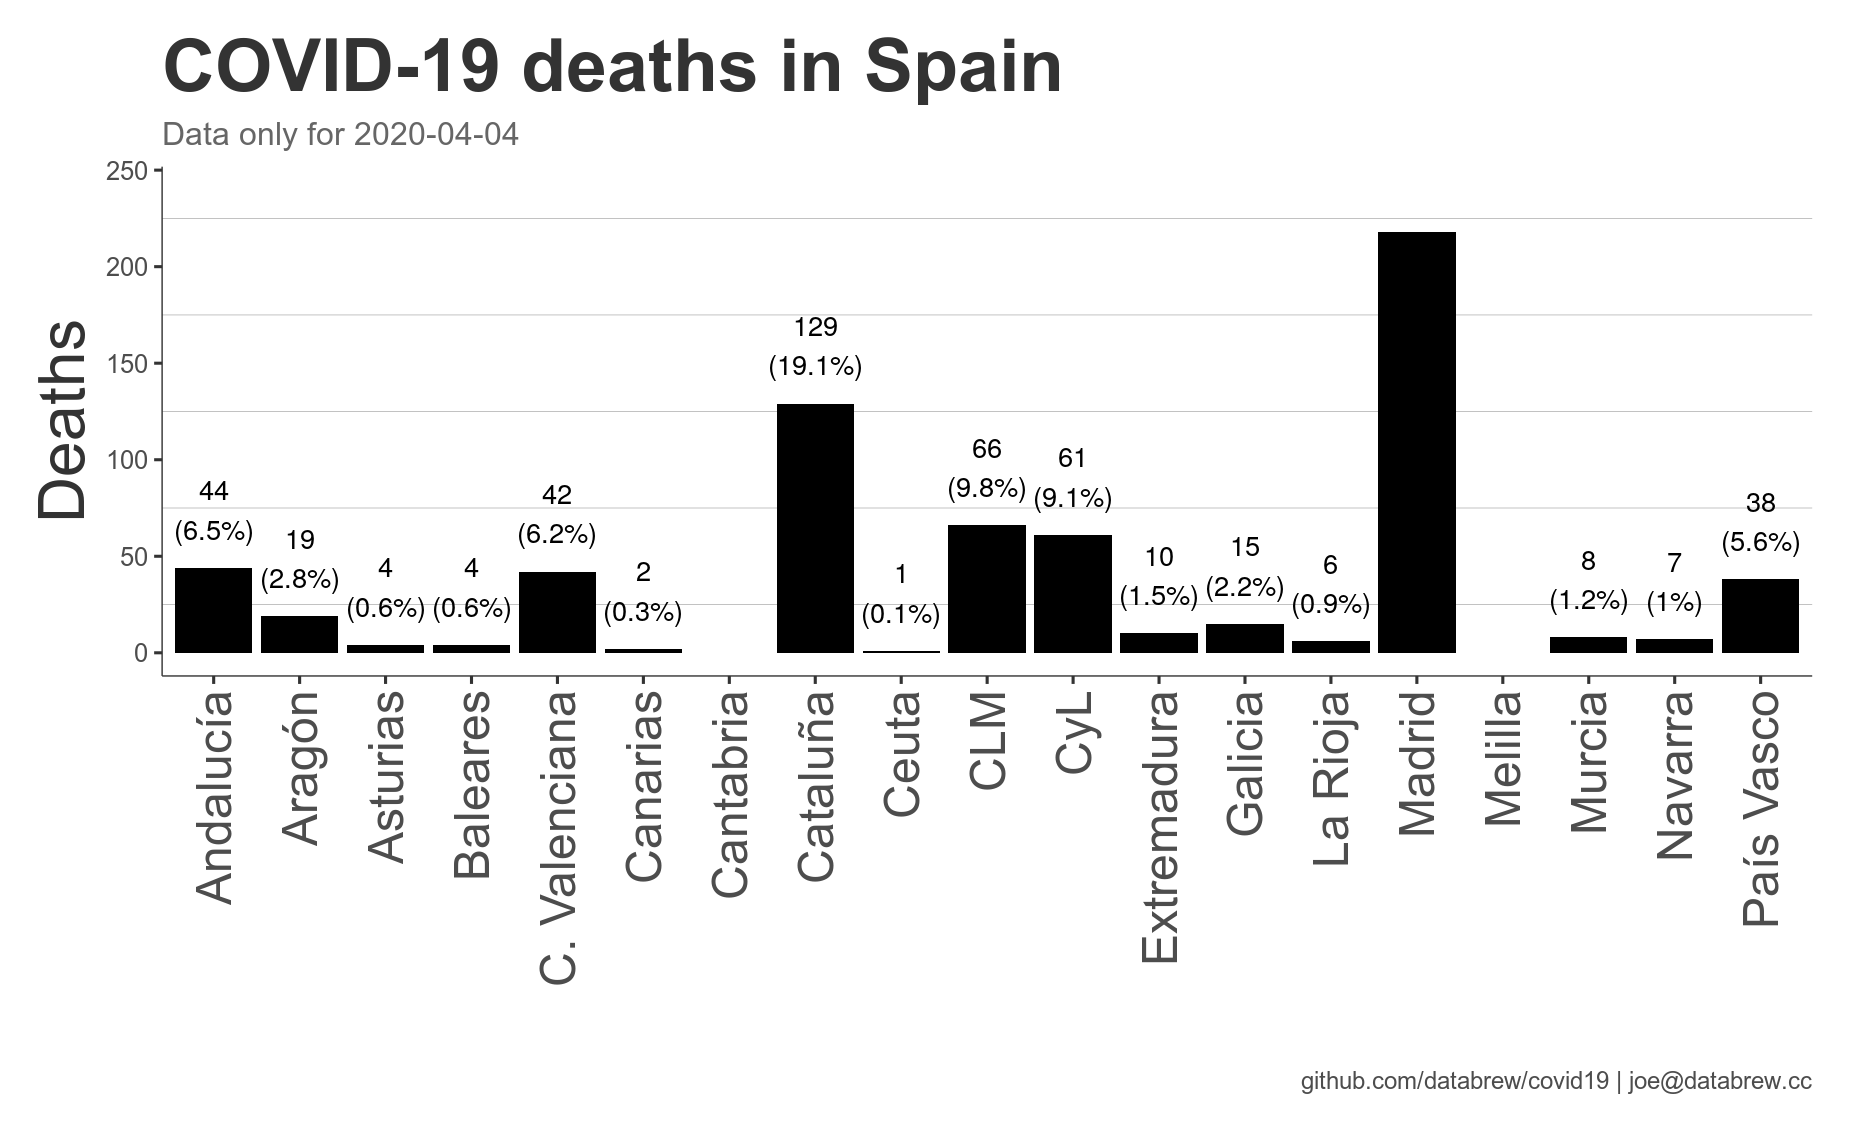 COVID-19 deaths in Spain
Data only for 2020-04-04
Deaths
250
200
150
100
50
0
44
(6.5%)
19
(2.8%)
4
(0.6%)
4
(0.6%)
42
(6.2%)
2
(0.3%)
129
(19.1%)
1
(0.1%)
66
(9.8%)
61
(9.1%)
10
(1.5%)
15
(2.2%)
6
(0.9%)
8
(1.2%)
7
(1%)
38
(5.6%)
Andalucía
Aragón
Asturias
Baleares
C. Valenciana
Canarias
Cantabria
Cataluña
Ceuta
CLM
CyL
Extremadura
Galicia
La Rioja
Madrid
Melilla
Murcia
Navarra
País Vasco
github.com/databrew/covid19 | joe@databrew.cc